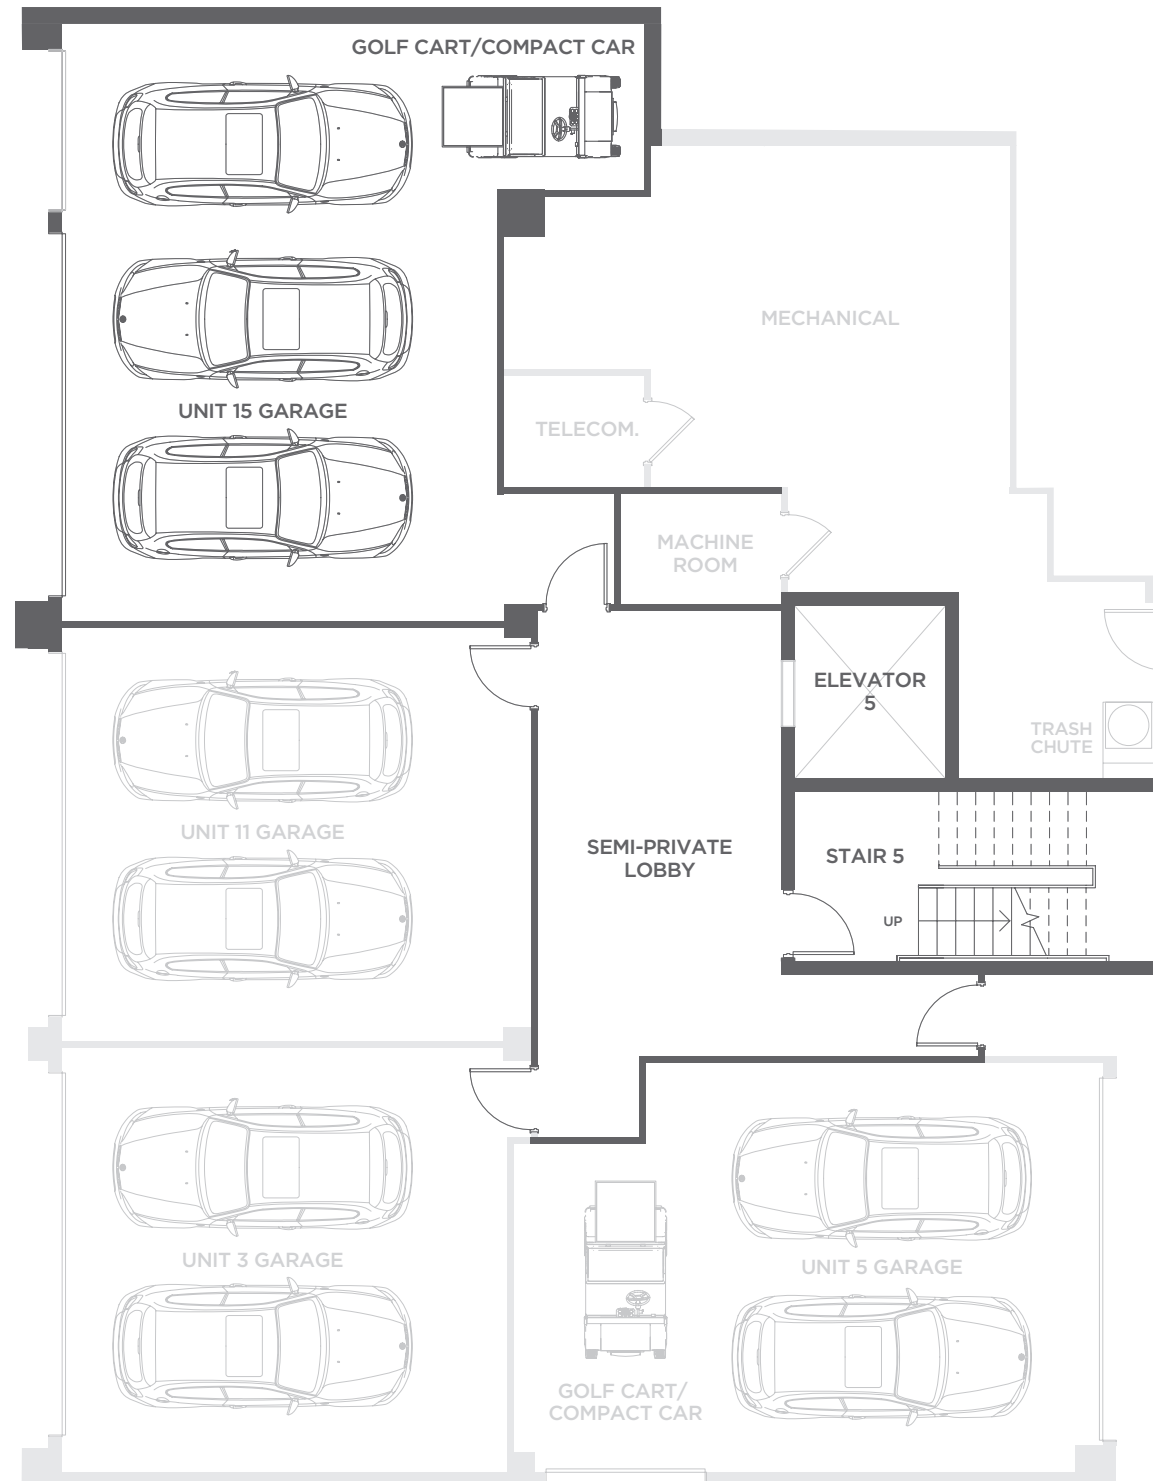 GOLF CART/COMPACT CAR
MECHANICAL
UNIT 15 GARAGE
TELECOM.
MACHINE
ROOM
ELEVATOR
5
TRASH
CHUTE
UNIT 11 GARAGE
SEMI-PRIVATE
LOBBY
STAIR 5
UP
UNIT 3 GARAGE
UNIT 5 GARAGE
GOLF CART/
COMPACT CAR